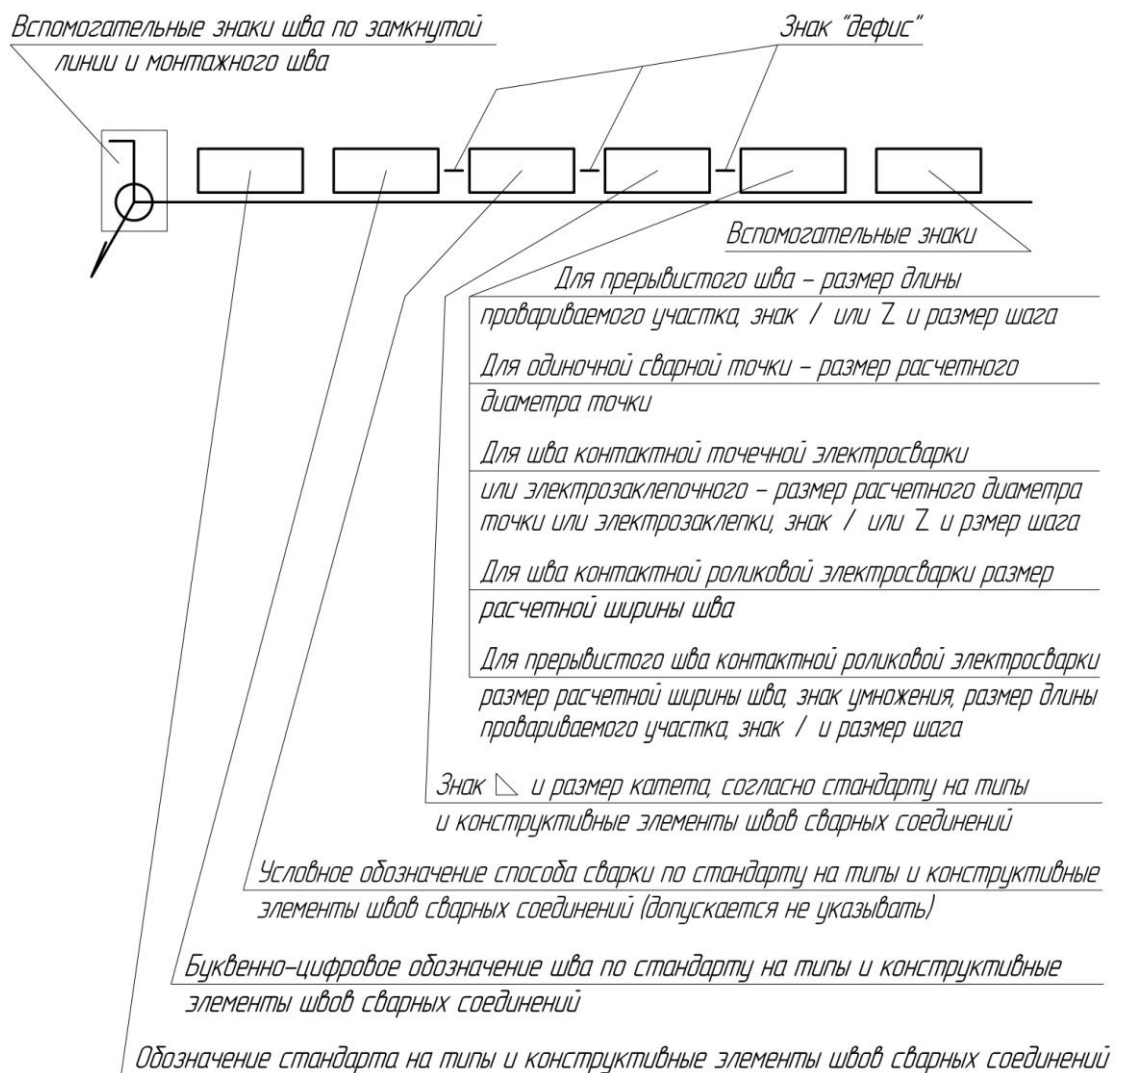 Вспомогательные знаки шва по замкнутой
линии и монтажного шва
Знак "дефис"
Вспомогательные знаки
Для прерывистого шва – размер длины
провариваемого участка, знак / или Z и размер шага
Для одиночной сварной точки – размер расчетного
диаметра точки
Для шва контактной точечной электросварки
или электрозаклепочного – размер расчетного диаметра
точки или электрозаклепки, знак / или Z и рзмер шага
Для шва контактной роликовой электросварки размер
расчетной ширины шва
Для прерывистого шва контактной роликовой электросварки
размер расчетной ширины шва, знак умножения, размер длины
провариваемого участка, знак / и размер шага
Знак ◺ и размер катета, согласно стандарту на типы
и конструктивные элементы швов сварных соединений
Условное обозначение способа сварки по стандарту на типы и конструктивные
элементы швов сварных соединений (допускается не указывать)
Буквенно-цифровое обозначение шва по стандарту на типы и конструктивные
элементы швов сварных соединений
Обозначение стандарта на типы и конструктивные элементы швов сварных соединений